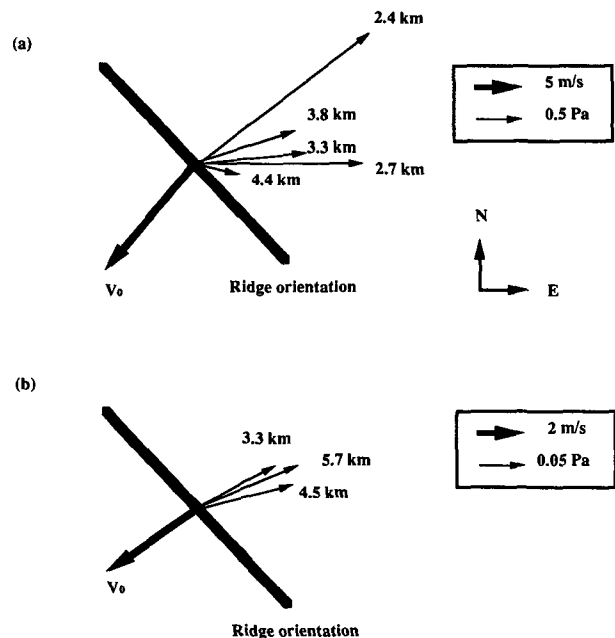 (a)
2.4 km
5 m/s
0.5 Pa
3.8 km
3.3 km
2.7 km
4.4 km
N
E
V₀
Ridge orientation
(b)
2 m/s
0.05 Pa
3.3 km
5.7 km
4.5 km
V₀
Ridge orientation